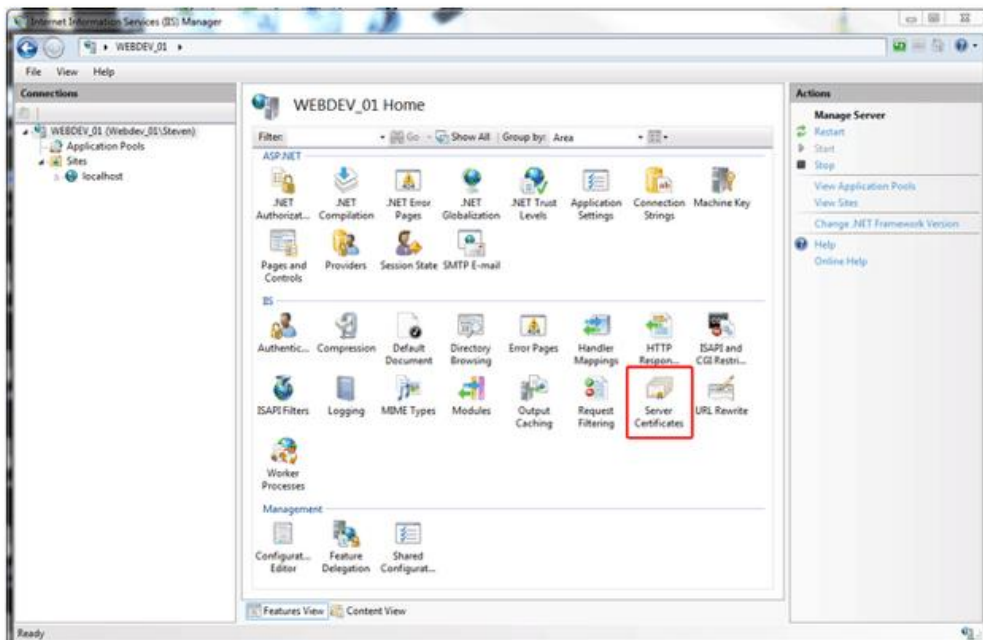 Internet Information Services (IIS) Manager
WEBDEV_01
File View Help
Connections
WEBDEV_01 (Webdev_01\Steven)
Application Pools
Sites
localhost
WEBDEV_01 Home
Filter: Go Show All Group by: Area
ASP.NET
.NET Authorizat...
.NET Compilation
.NET Error Pages
.NET Globalization
.NET Trust Levels
Application Settings
Connection Strings
Machine Key
Pages and Controls
Providers
Session State
SMTP E-mail
IIS
Authentic...
Compression
Default Document
Directory Browsing
Error Pages
Handler Mappings
HTTP Respon...
ISAPI and CGI Restri...
ISAPI Filters
Logging
MIME Types
Modules
Output Caching
Request Filtering
Server Certificates
URL Rewrite
Worker Processes
Management
Configurat... Editor
Feature Delegation
Shared Configurat...
Features View Content View
Actions
Manage Server
Restart
Start
Stop
View Application Pools
View Sites
Change .NET Framework Version
Help
Online Help
Ready